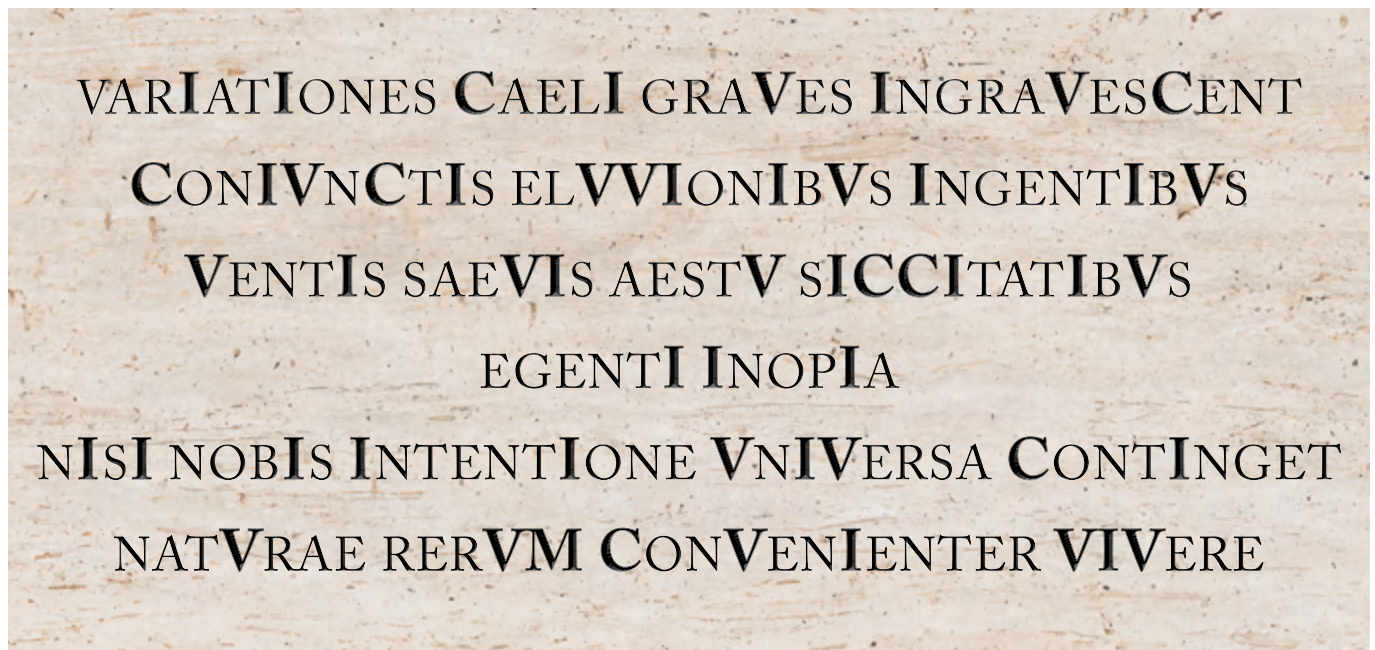 VARIATIONES CAELI GRAVES INGRAVESCENT
CONIVNCTIS ELVVIONIBVS INGENTIBVS
VENTIS SAEVIS AESTV SICCITATIBVS
EGENTI INOPIA
NISI NOBIS INTENTIONE VNIVERSA CONTINGET
NATVRAE RERVM CONVENIENTER VIVERE